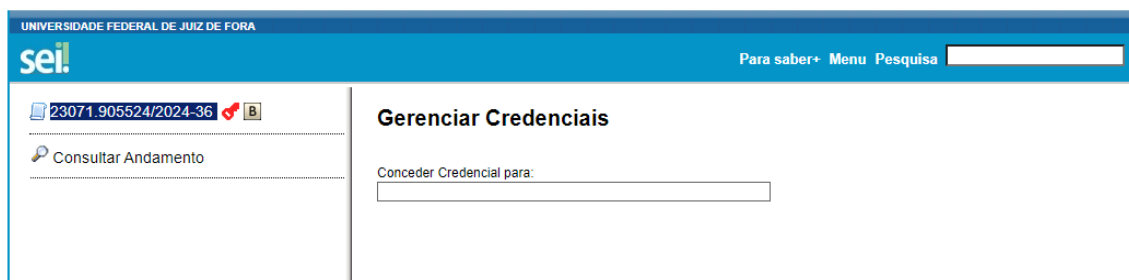 UNIVERSIDADE FEDERAL DE JUIZ DE FORA
sei!
Para saber+ Menu Pesquisa
23071.905524/2024-36 B
Consultar Andamento
Gerenciar Credenciais
Conceder Credencial para: